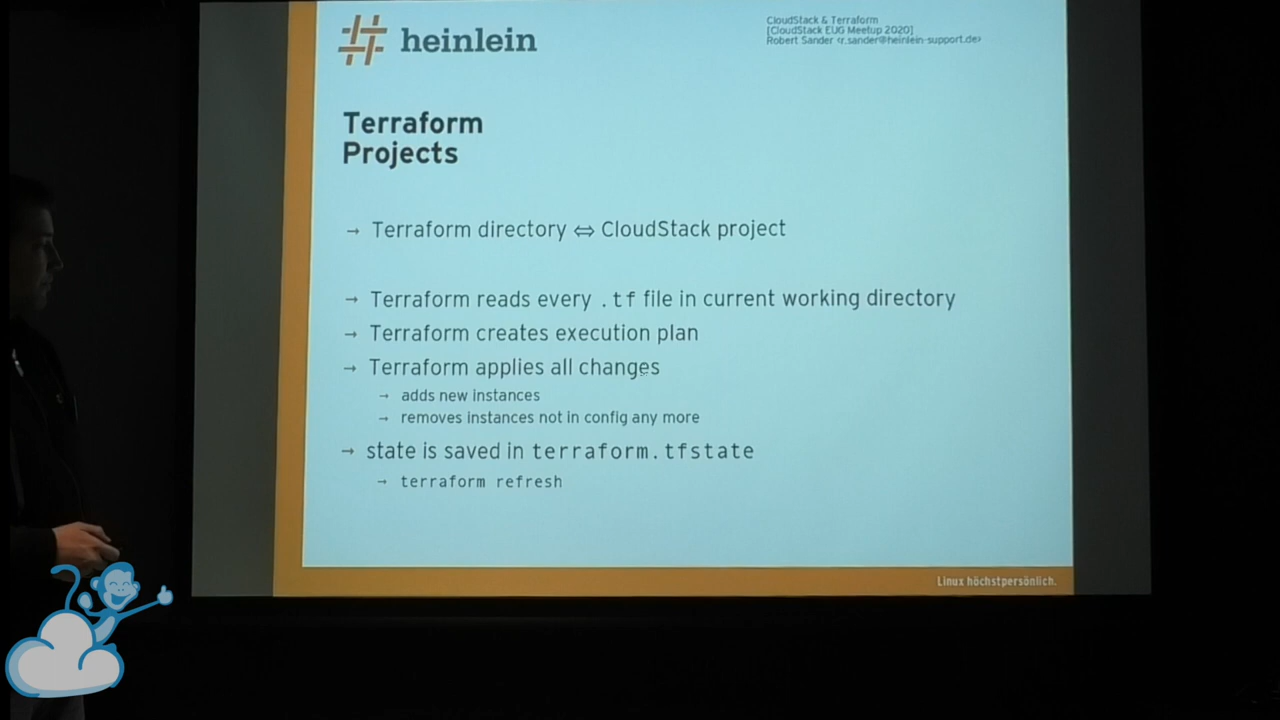 heinlein
CloudStack & Terraform
[CloudStack EUG Meetup 2020]
Robert Sander <r.sander@heinlein-support.de>
Terraform
Projects
→ Terraform directory ⇔ CloudStack project
→ Terraform reads every .tf file in current working directory
→ Terraform creates execution plan
→ Terraform applies all changes
→ adds new instances
→ removes instances not in config any more
→ state is saved in terraform.tfstate
→ terraform refresh
Linux höchstpersönlich.